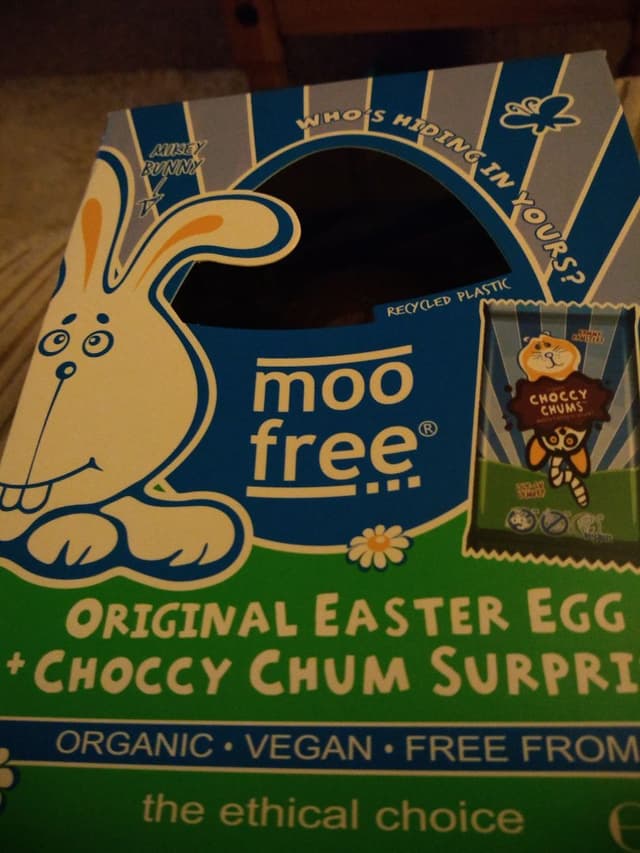 WHO'S HIDING IN YOURS?
MIKEY
BUNNY
RECYCLED PLASTIC
moo
free®
CHOCCY
CHUMS
ORIGINAL EASTER EGG
+ CHOCCY CHUM SURPRI
ORGANIC • VEGAN • FREE FROM
the ethical choice